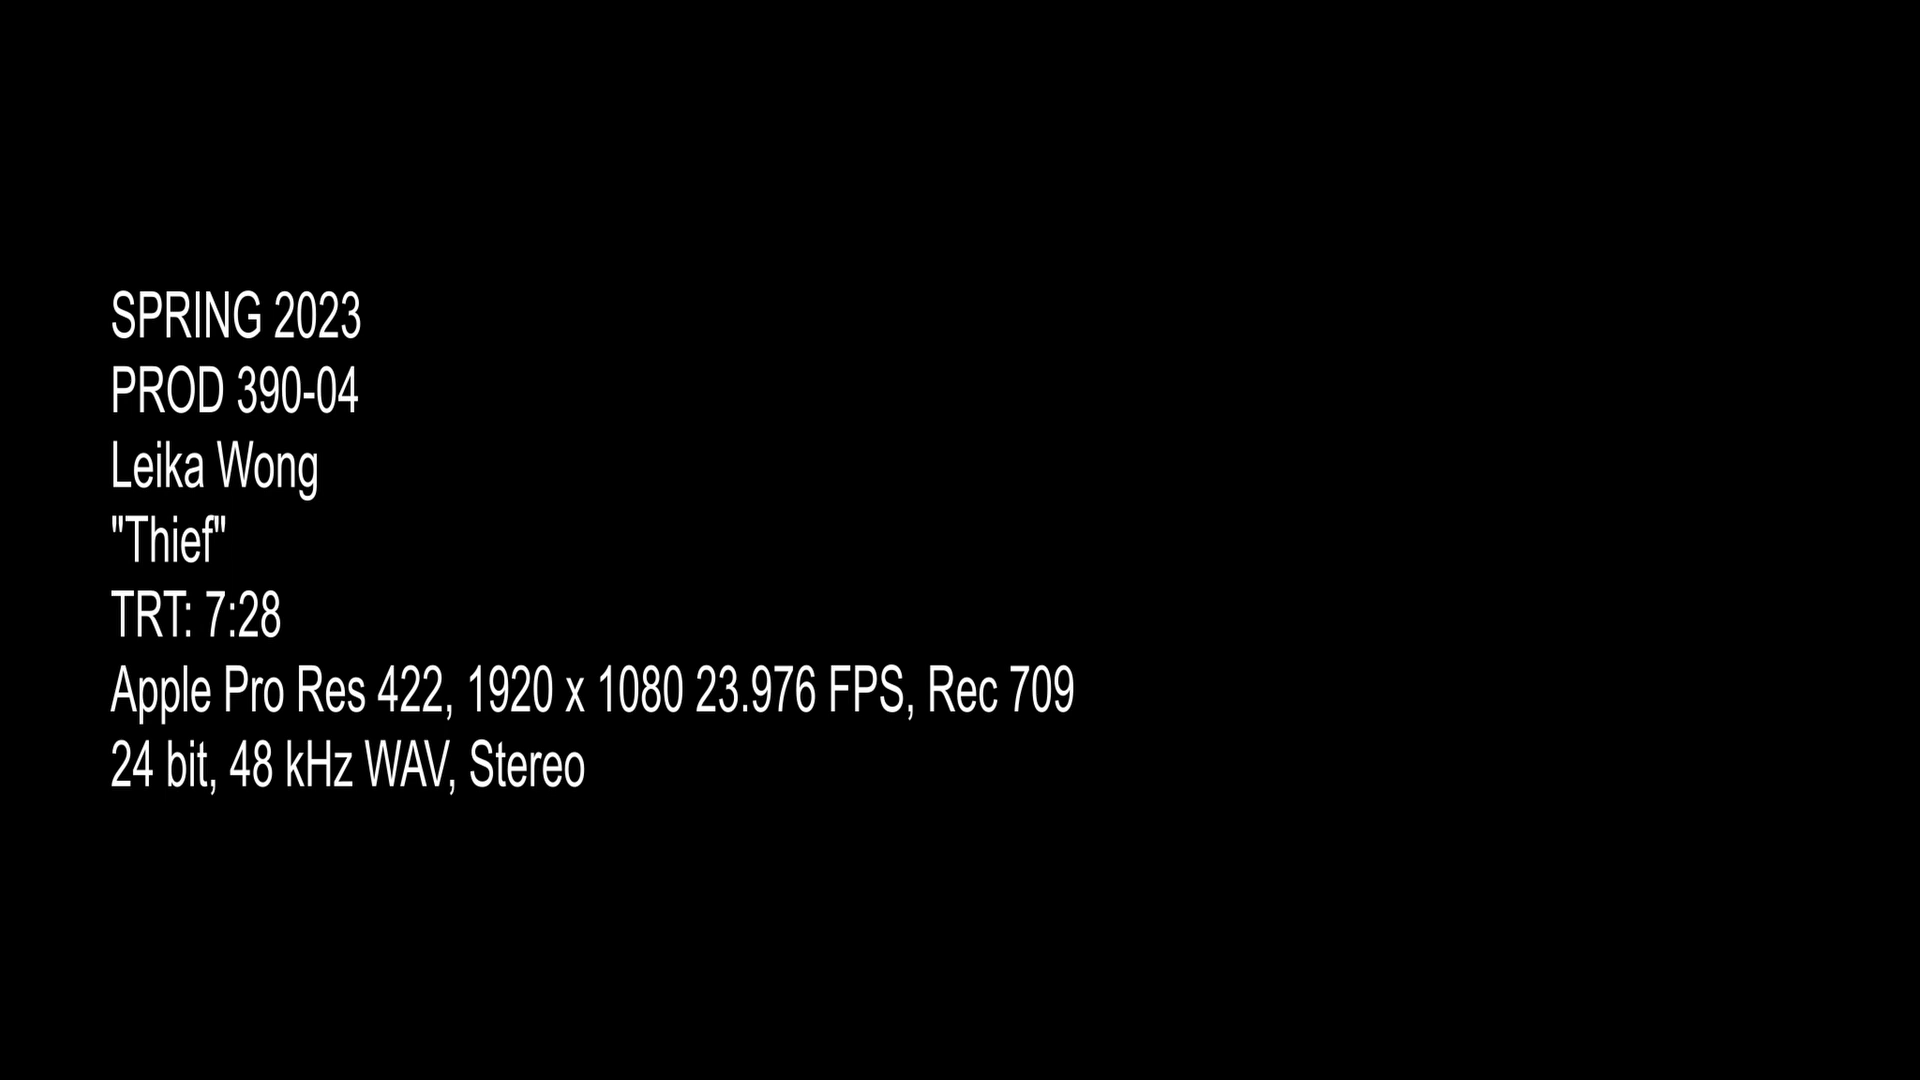 SPRING 2023
PROD 390-04
Leika Wong
"Thief"
TRT: 7:28
Apple Pro Res 422, 1920 x 1080 23.976 FPS, Rec 709
24 bit, 48 kHz WAV, Stereo